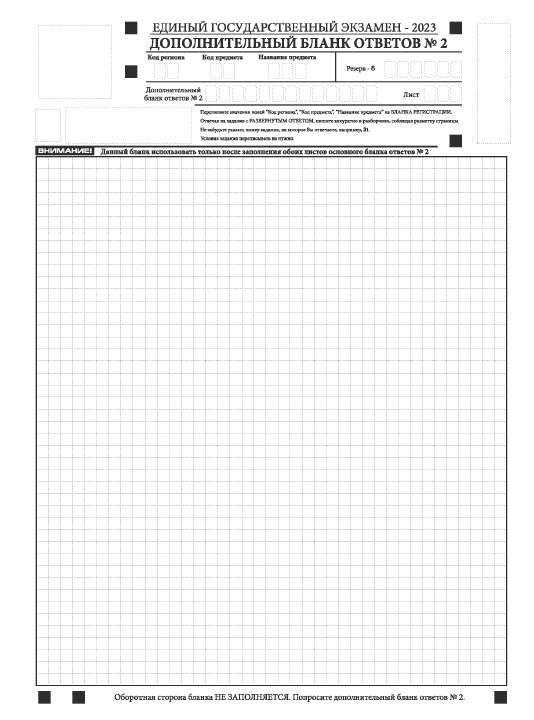 ЕДИНЫЙ ГОСУДАРСТВЕННЫЙ ЭКЗАМЕН - 2023
ДОПОЛНИТЕЛЬНЫЙ БЛАНК ОТВЕТОВ № 2
Код региона Код предмета Название предмета
Резерв - 6
Дополнительный
бланк ответов № 2
Лист
Перепишите значения полей "Код региона", "Код предмета", "Название предмета" из БЛАНКА РЕГИСТРАЦИИ.
Отвечая на задания с РАЗВЕРНУТЫМ ОТВЕТОМ, пишите аккуратно и разборчиво, соблюдая разметку страницы.
Не забудьте указать номер задания, на которое Вы отвечаете, например, 31.
Условия задания переписывать не нужно.
ВНИМАНИЕ! Данный бланк использовать только после заполнения обоих листов основного бланка ответов № 2
Оборотная сторона бланка НЕ ЗАПОЛНЯЕТСЯ. Попросите дополнительный бланк ответов № 2.